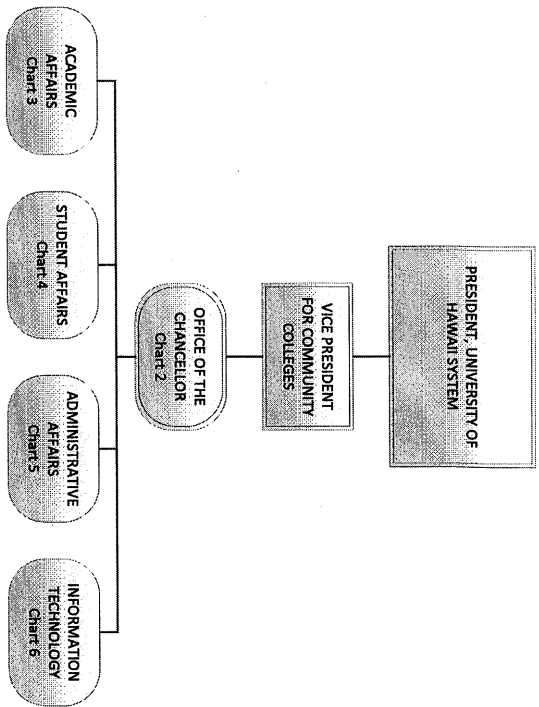 PRESIDENT, UNIVERSITY OF
HAWAII SYSTEM
VICE PRESIDENT
FOR COMMUNITY
COLLEGES
OFFICE OF THE
CHANCELLOR
Chart 2
ACADEMIC
AFFAIRS
Chart 3
STUDENT AFFAIRS
Chart 4
ADMINISTRATIVE
AFFAIRS
Chart 5
INFORMATION
TECHNOLOGY
Chart 6